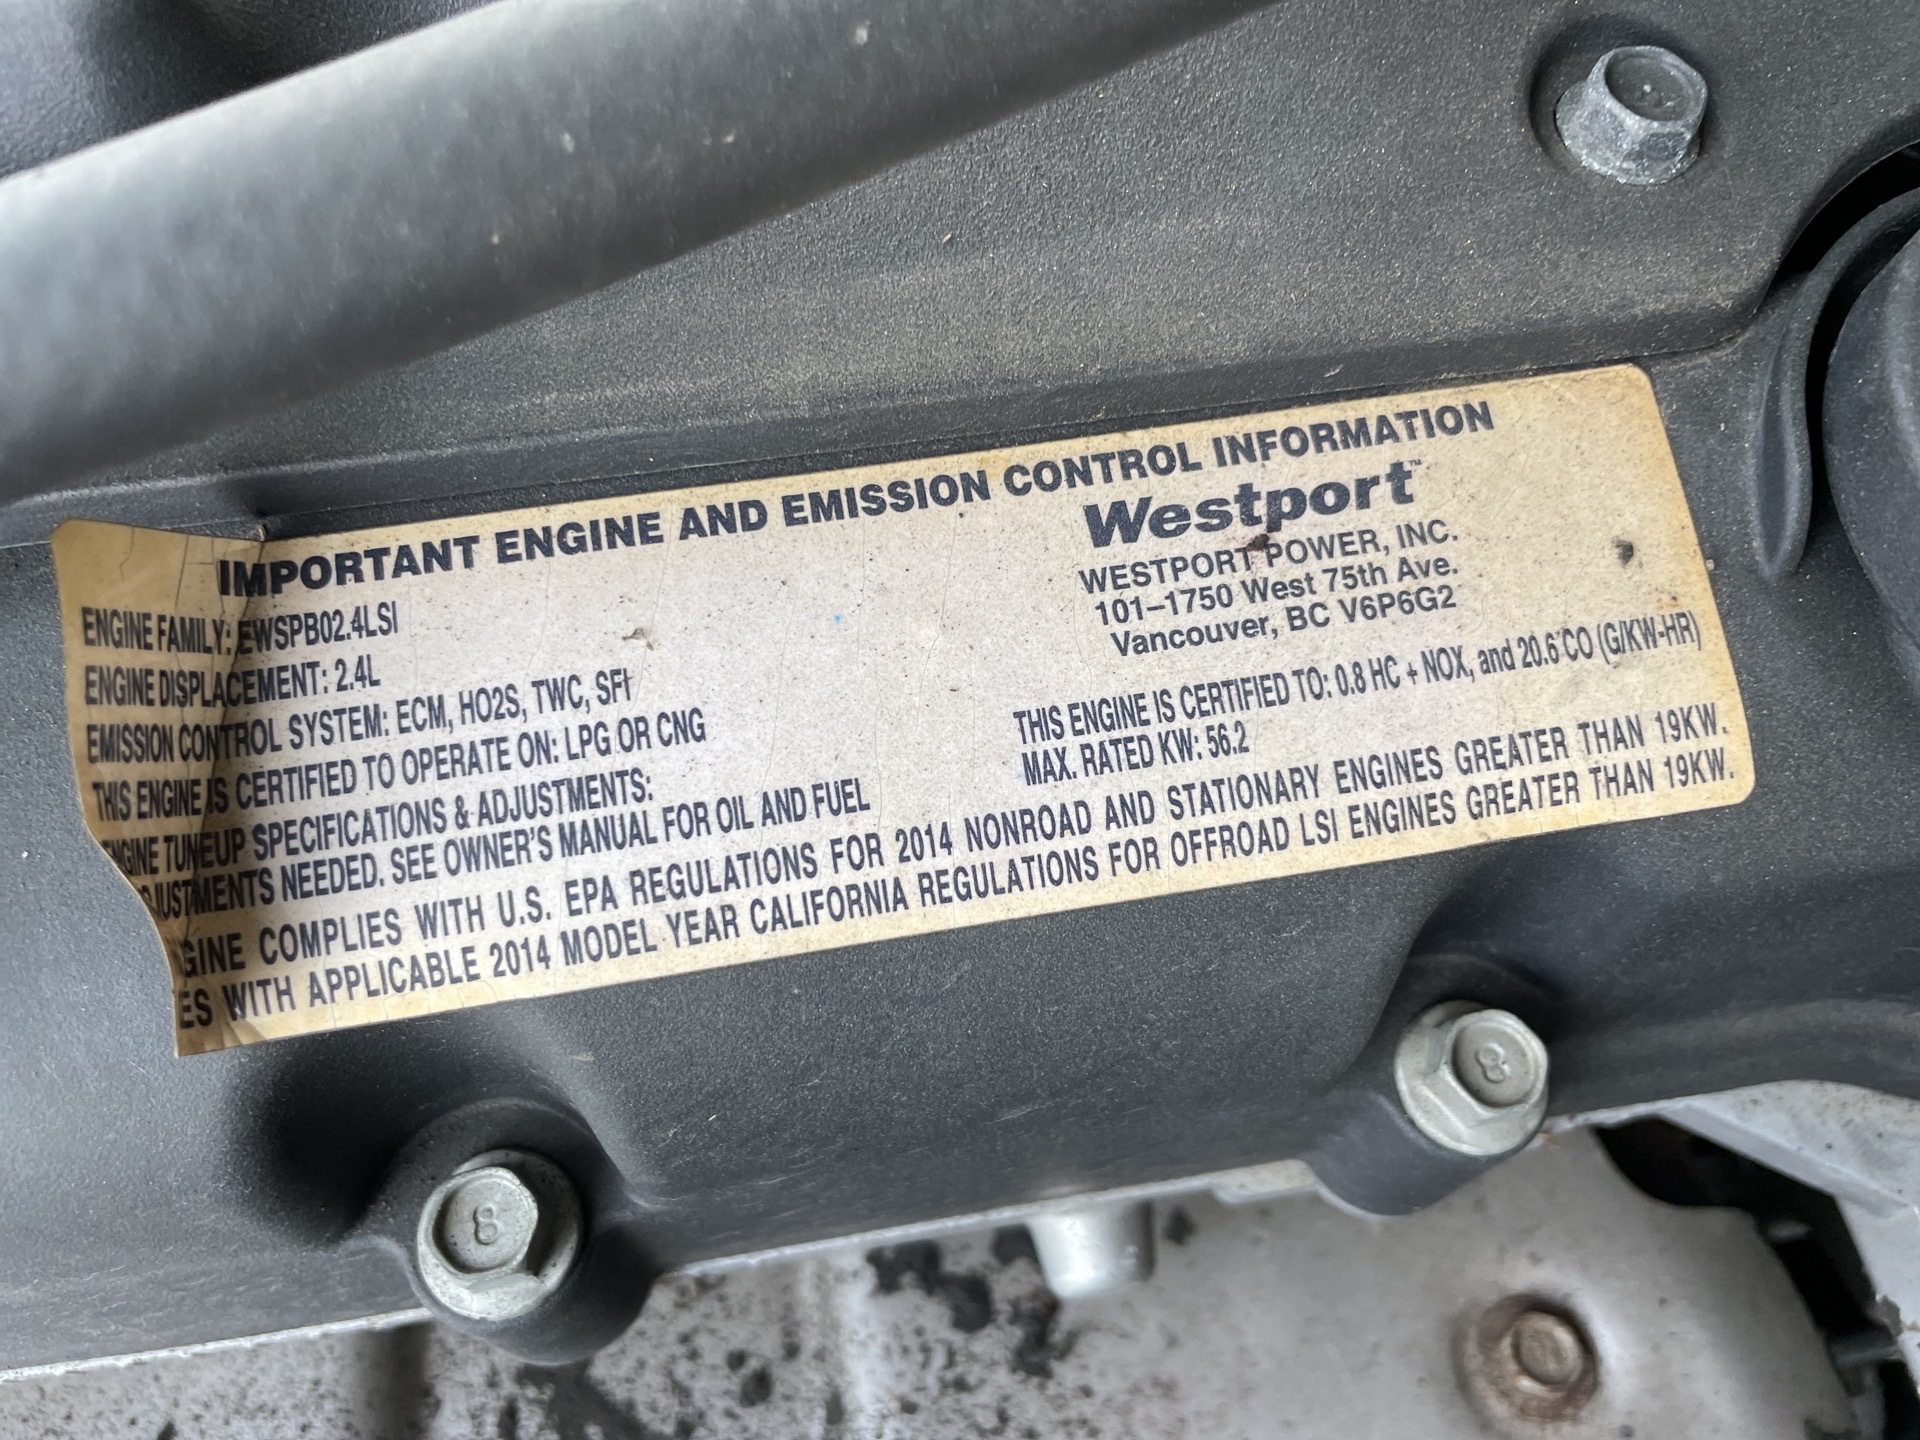 IMPORTANT ENGINE AND EMISSION CONTROL INFORMATION
Westport™
WESTPORT POWER, INC.
101–1750 West 75th Ave.
Vancouver, BC V6P6G2
ENGINE FAMILY: EWSPB02.4LSI
ENGINE DISPLACEMENT: 2.4L
EMISSION CONTROL SYSTEM: ECM, HO2S, TWC, SFI
THIS ENGINE IS CERTIFIED TO OPERATE ON: LPG OR CNG
ENGINE TUNEUP SPECIFICATIONS & ADJUSTMENTS:
JUSTMENTS NEEDED. SEE OWNER'S MANUAL FOR OIL AND FUEL
THIS ENGINE IS CERTIFIED TO: 0.8 HC + NOX, and 20.6 CO (G/KW-HR)
MAX. RATED KW: 56.2
GINE COMPLIES WITH U.S. EPA REGULATIONS FOR 2014 NONROAD AND STATIONARY ENGINES GREATER THAN 19KW.
ES WITH APPLICABLE 2014 MODEL YEAR CALIFORNIA REGULATIONS FOR OFFROAD LSI ENGINES GREATER THAN 19KW.
8
8